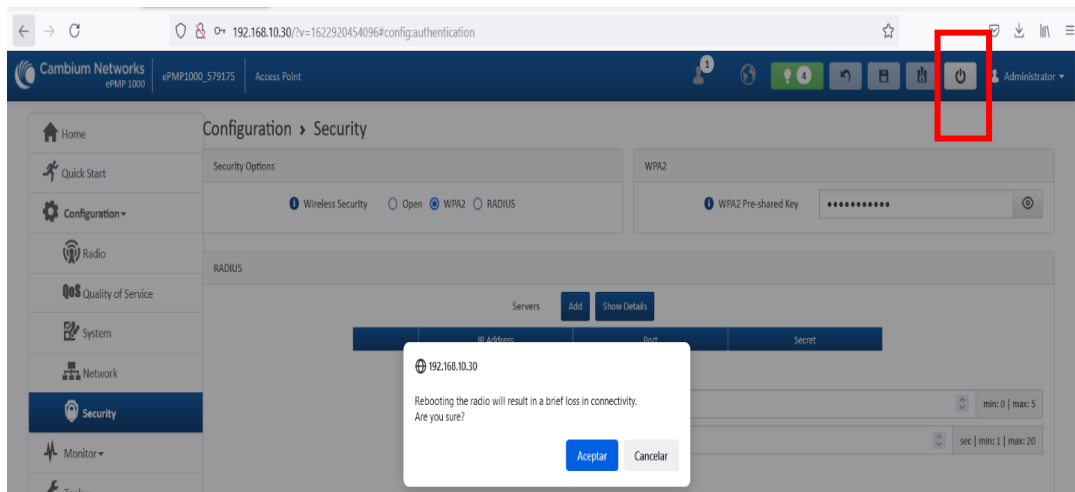 192.168.10.30/?v=1622920454096#config:authentication
Cambium Networks
ePMP 1000
ePMP1000_579175
Access Point
1
4
Administrator
Home
Configuration > Security
Quick Start
Security Options
WPA2
Configuration
Wireless Security
Open
WPA2
RADIUS
WPA2 Pre-shared Key
•••••••••••
Radio
RADIUS
QoS Quality of Service
Servers
Add
Show Details
System
IP Address
Port
Secret
Network
192.168.10.30
Rebooting the radio will result in a brief loss in connectivity.
Are you sure?
Security
min: 0 | max: 5
Monitor
sec | min: 1 | max: 20
Aceptar
Cancelar